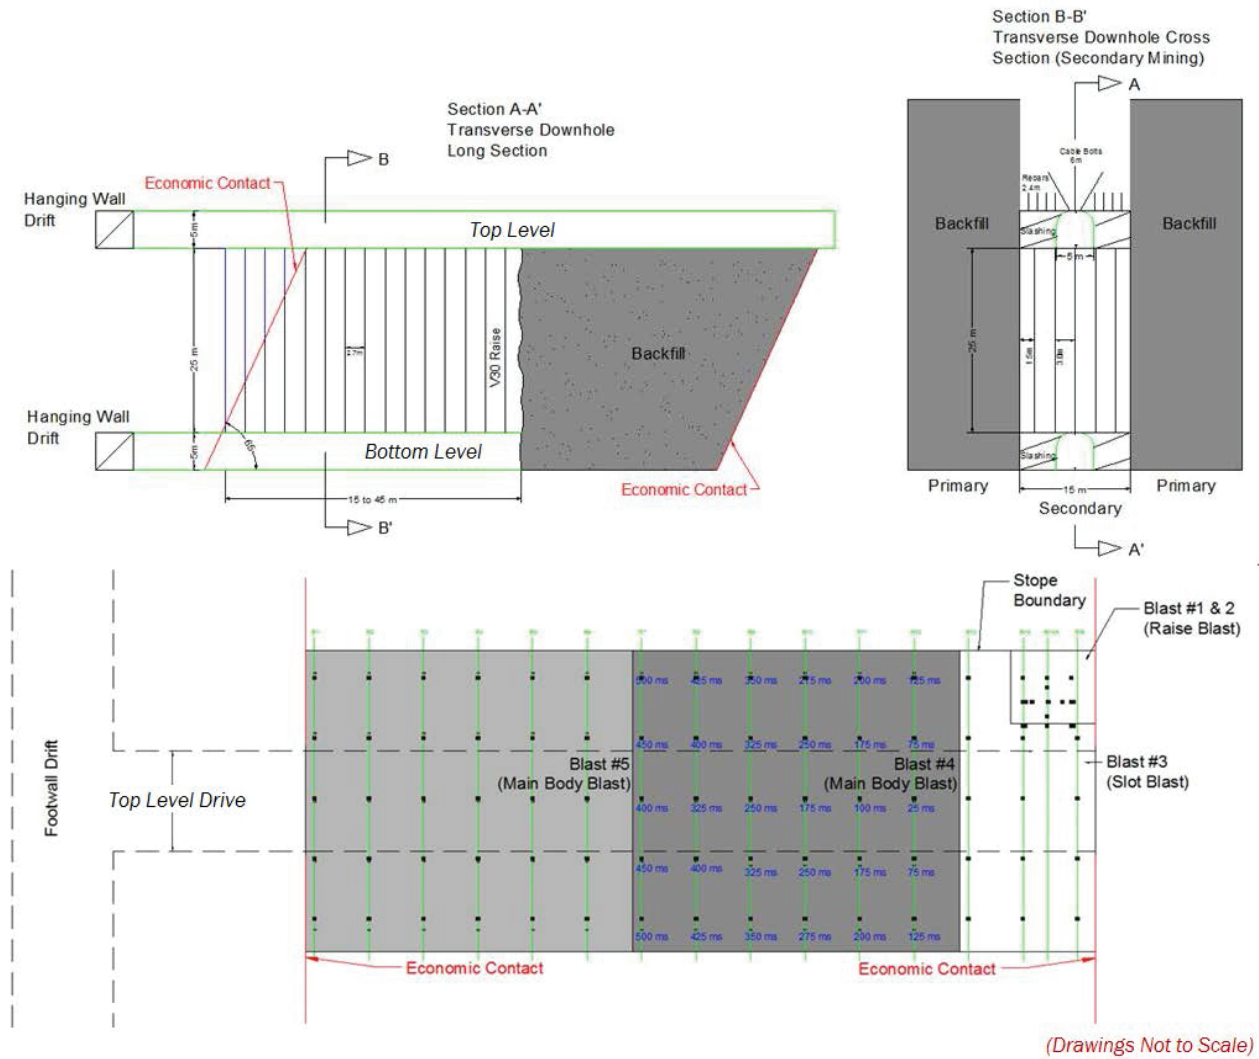 Section B-B'
Transverse Downhole Cross
Section (Secondary Mining)
A
Section A-A'
Transverse Downhole
Long Section
B
Economic Contact
Hanging Wall
Drift
5m
Top Level
25 m
2.7m
V30 Raise
Backfill
Hanging Wall
Drift
5m
65°
Bottom Level
15 to 45 m
Economic Contact
B'
Cable Bolts
6m
Rebars
2.4m
Backfill
Backfill
Slashing
5 m
25 m
1.5m
3.0m
Slashing
Primary
15 m
Primary
Secondary
A'
Stope
Boundary
Blast #1 & 2
(Raise Blast)
500 ms 425 ms 350 ms 275 ms 200 ms 125 ms
450 ms 400 ms 325 ms 250 ms 175 ms 75 ms
Blast #5
(Main Body Blast)
Blast #4
(Main Body Blast)
Blast #3
(Slot Blast)
Footwall Drift
Top Level Drive
400 ms 325 ms 250 ms 175 ms 100 ms 25 ms
450 ms 400 ms 325 ms 250 ms 175 ms 75 ms
500 ms 425 ms 350 ms 275 ms 200 ms 125 ms
Economic Contact
Economic Contact
(Drawings Not to Scale)